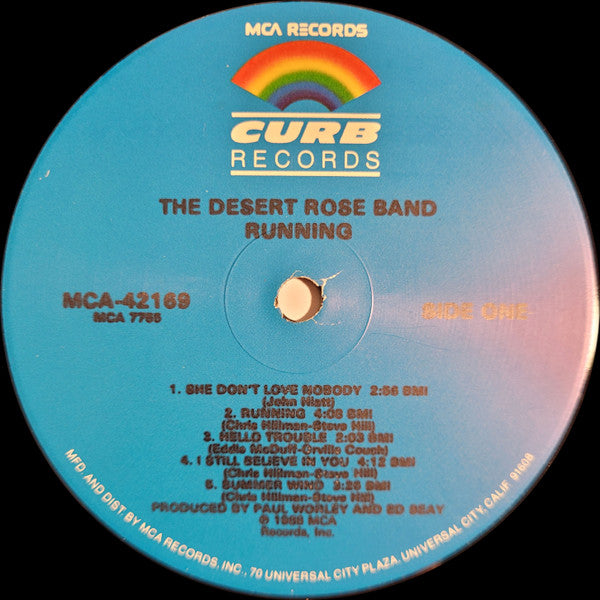 MCA RECORDS
CURB
RECORDS
THE DESERT ROSE BAND
RUNNING
MCA-42169
MCA 7755
SIDE ONE
1. SHE DON'T LOVE NOBODY 2:56 BMI
(John Hiatt)
2. RUNNING 4:08 BMI
(Chris Hillman-Steve Hill)
3. HELLO TROUBLE 2:03 BMI
(Eddie McDuff-Orville Couch)
4. I STILL BELIEVE IN YOU 4:12 BMI
(Chris Hillman-Steve Hill)
5. SUMMER WIND 3:25 BMI
(Chris Hillman-Steve Hill)
PRODUCED BY PAUL WORLEY AND ED SEAY
℗ 1988 MCA
Records, Inc.
MFD. AND DIST. BY MCA RECORDS, INC., 70 UNIVERSAL CITY PLAZA, UNIVERSAL CITY, CALIF. 91608